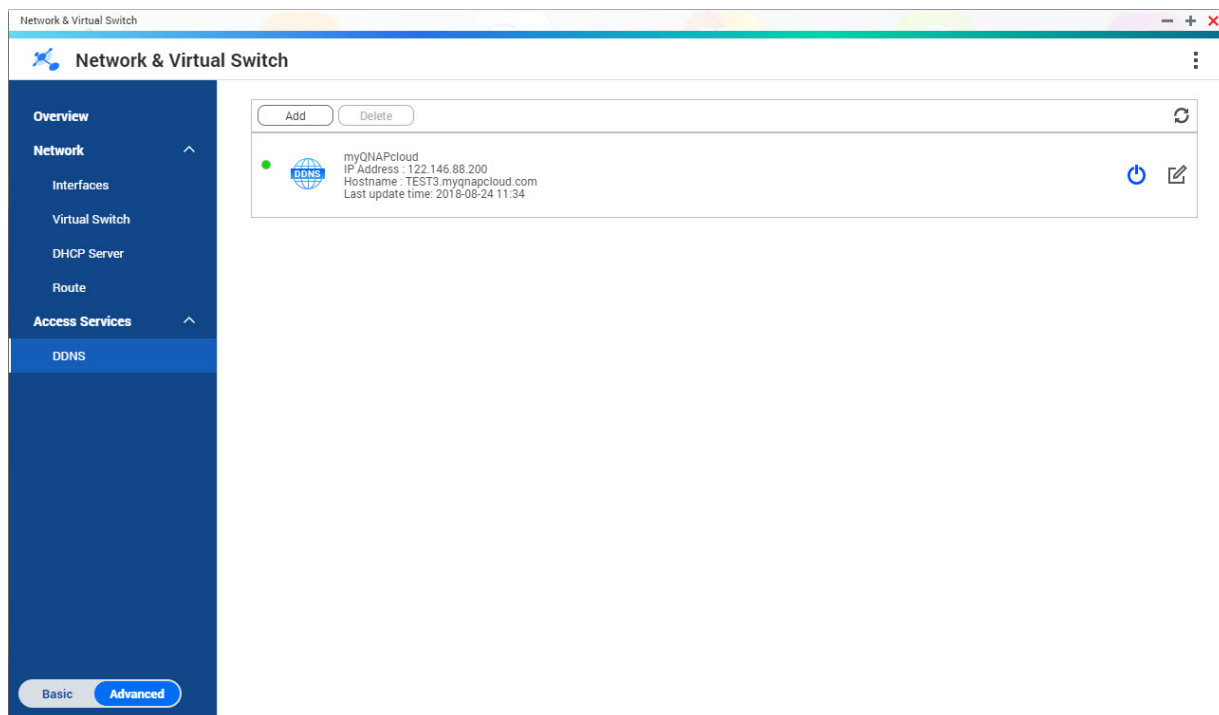 Network & Virtual Switch
Network & Virtual Switch
Overview
Network
Interfaces
Virtual Switch
DHCP Server
Route
Access Services
DDNS
Basic Advanced
Add Delete
DDNS
myQNAPcloud
IP Address : 122.146.88.200
Hostname : TEST3.myqnapcloud.com
Last update time: 2018-08-24 11:34